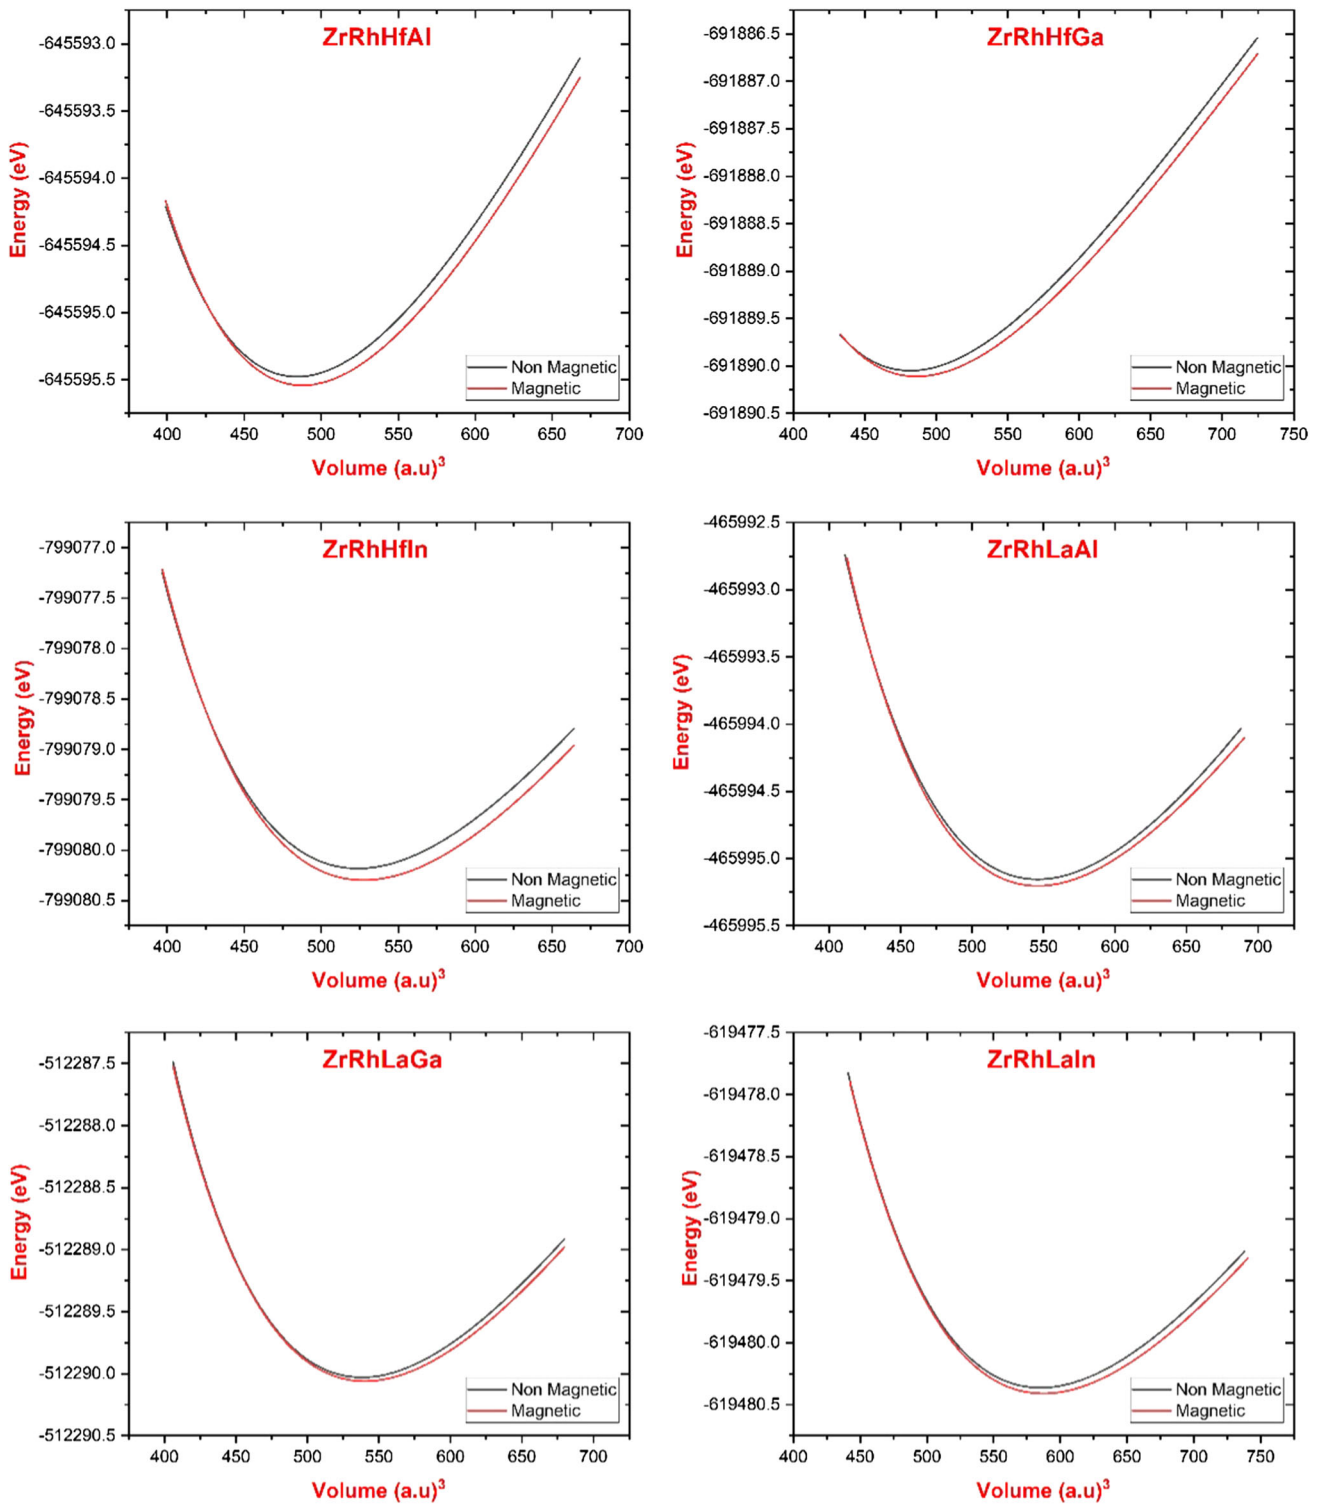 ZrRhHfAl
-645593.0
-645593.5
-645594.0
-645594.5
-645595.0
-645595.5
Energy (eV)
Non Magnetic
Magnetic
400 450 500 550 600 650 700
Volume (a.u)³
ZrRhHfGa
-691886.5
-691887.0
-691887.5
-691888.0
-691888.5
-691889.0
-691889.5
-691890.0
-691890.5
Energy (eV)
Non Magnetic
Magnetic
400 450 500 550 600 650 700 750
Volume (a.u)³
ZrRhHfIn
-799077.0
-799077.5
-799078.0
-799078.5
-799079.0
-799079.5
-799080.0
-799080.5
Energy (eV)
Non Magnetic
Magnetic
400 450 500 550 600 650 700
Volume (a.u)³
ZrRhLaAl
-465992.5
-465993.0
-465993.5
-465994.0
-465994.5
-465995.0
-465995.5
Energy (eV)
Non Magnetic
Magnetic
400 450 500 550 600 650 700
Volume (a.u)³
ZrRhLaGa
-512287.5
-512288.0
-512288.5
-512289.0
-512289.5
-512290.0
-512290.5
Energy (eV)
Non Magnetic
Magnetic
400 450 500 550 600 650 700
Volume (a.u)³
ZrRhLaIn
-619477.5
-619478.0
-619478.5
-619479.0
-619479.5
-619480.0
-619480.5
Energy (eV)
Non Magnetic
Magnetic
400 450 500 550 600 650 700 750
Volume (a.u)³